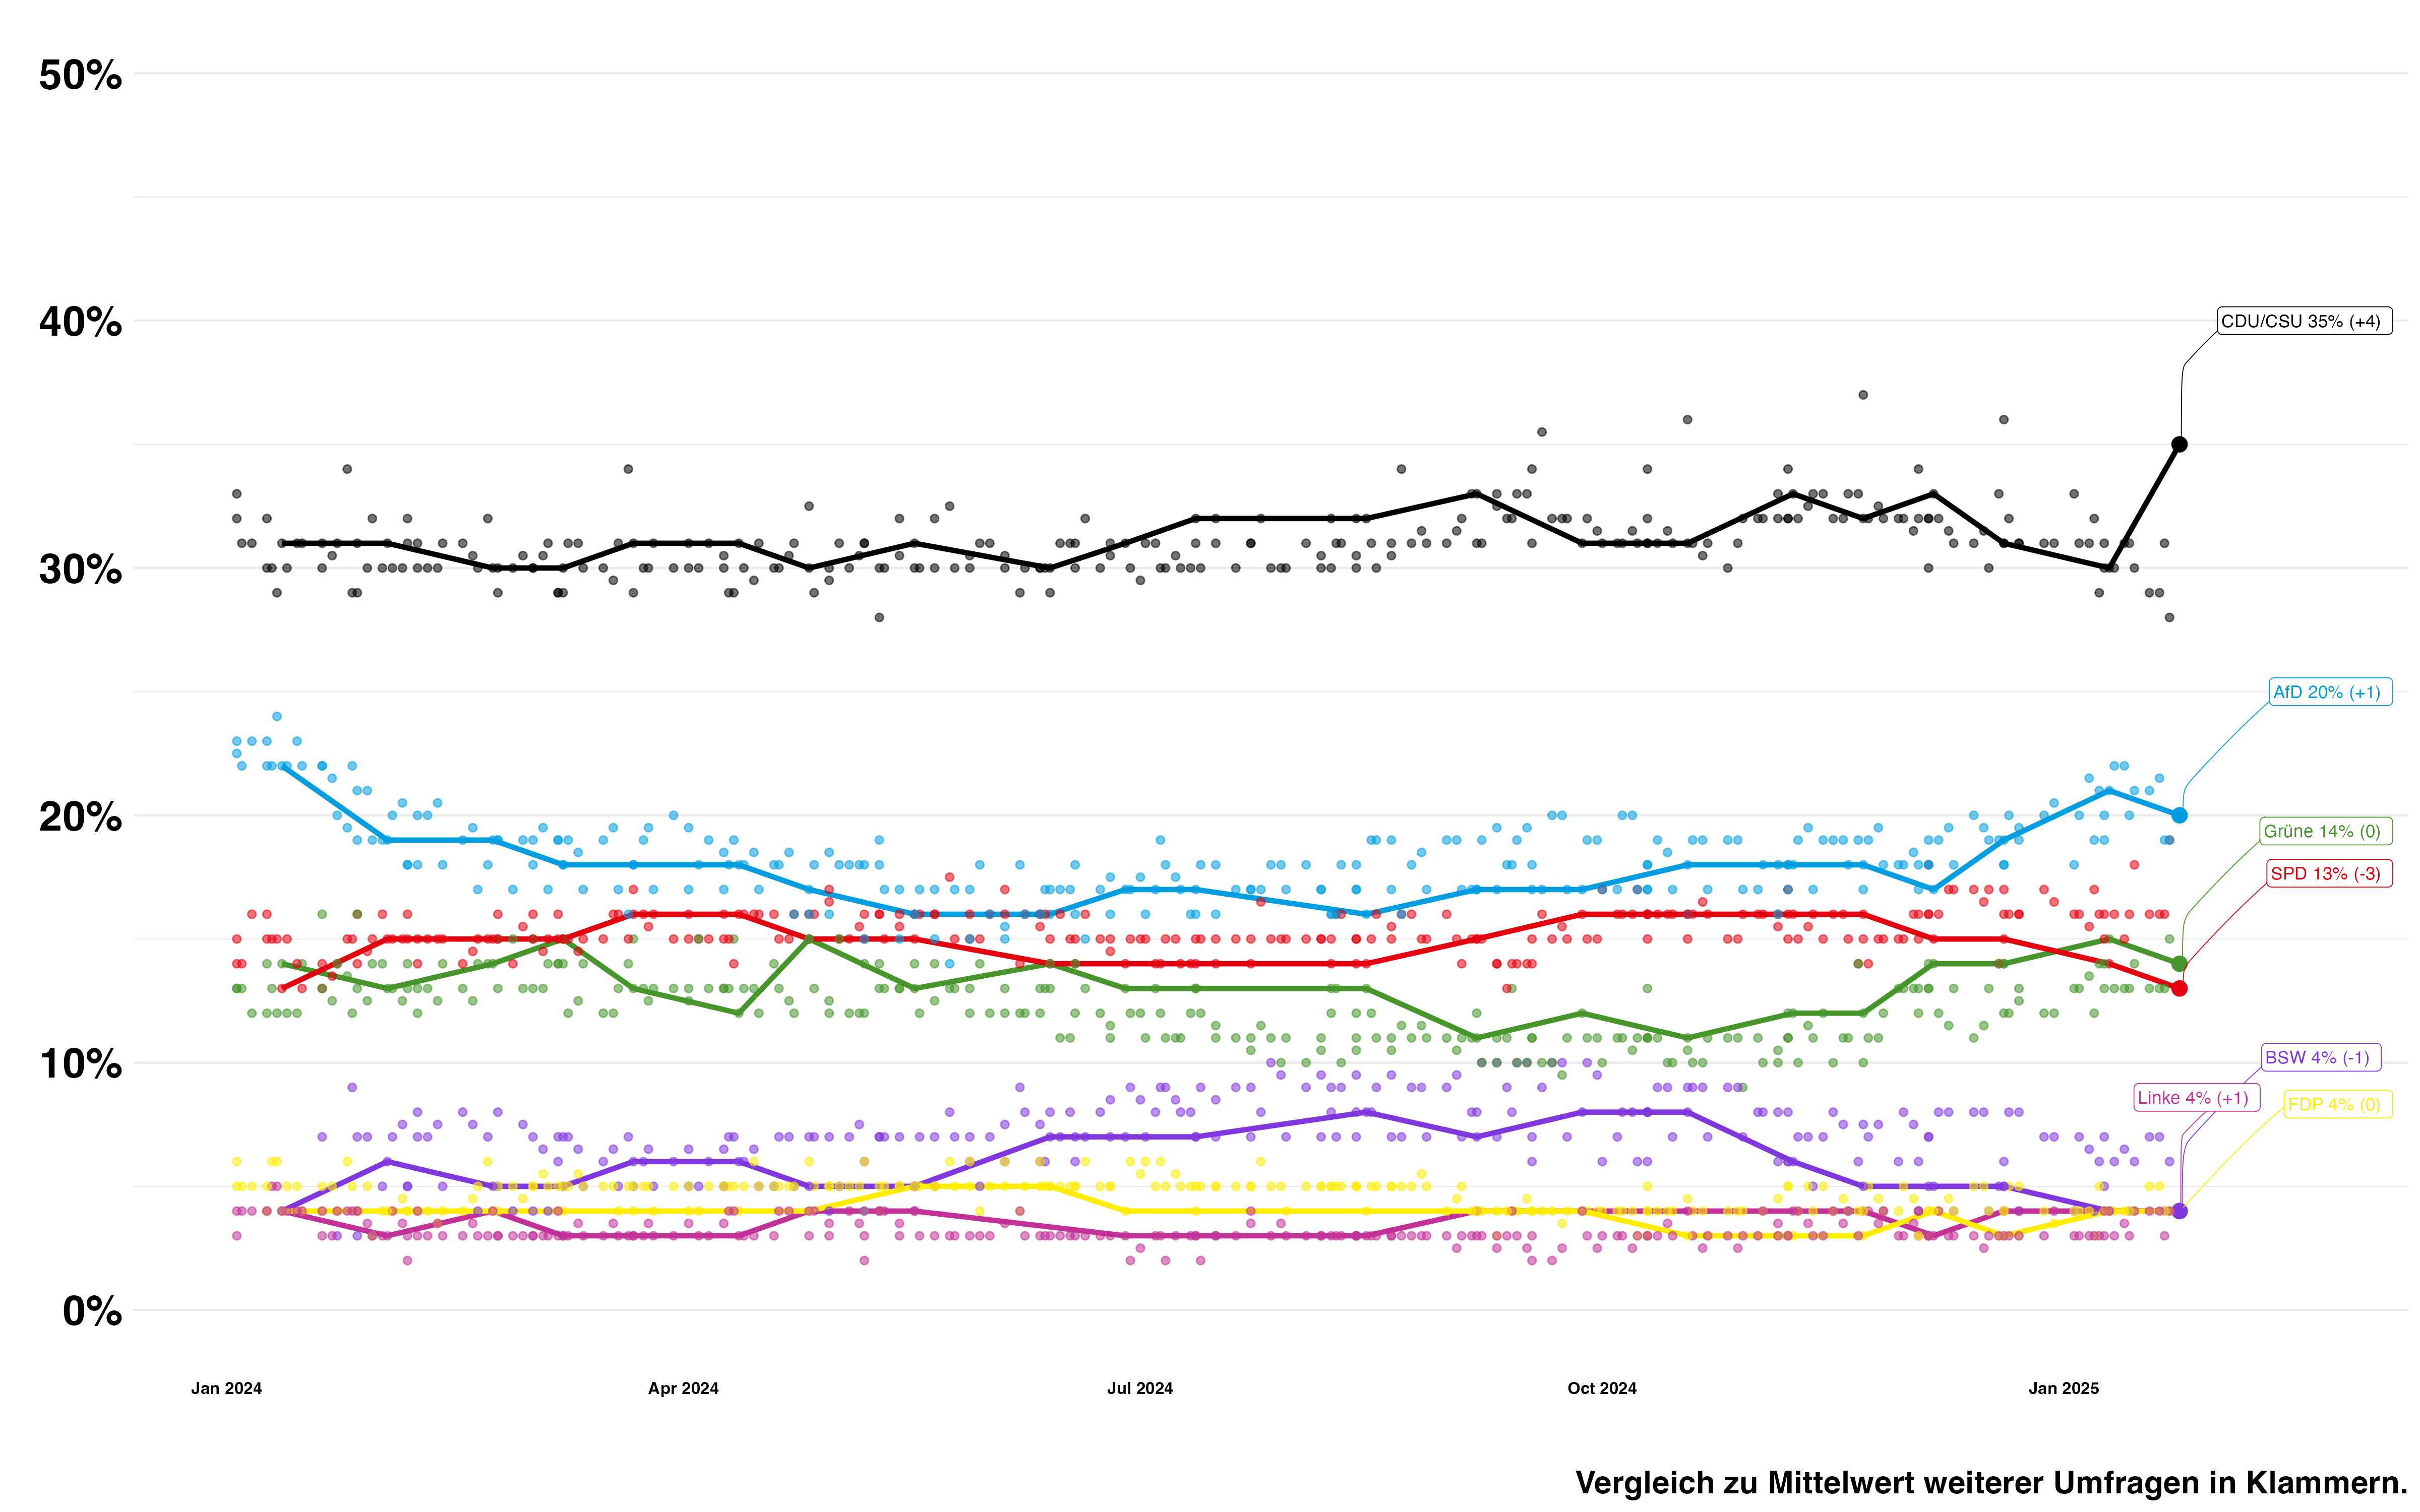 50%
40%
30%
20%
10%
0%
CDU/CSU 35% (+4)
AfD 20% (+1)
Grüne 14% (0)
SPD 13% (-3)
BSW 4% (-1)
Linke 4% (+1)
FDP 4% (0)
Jan 2024
Apr 2024
Jul 2024
Oct 2024
Jan 2025
Vergleich zu Mittelwert weiterer Umfragen in Klammern.